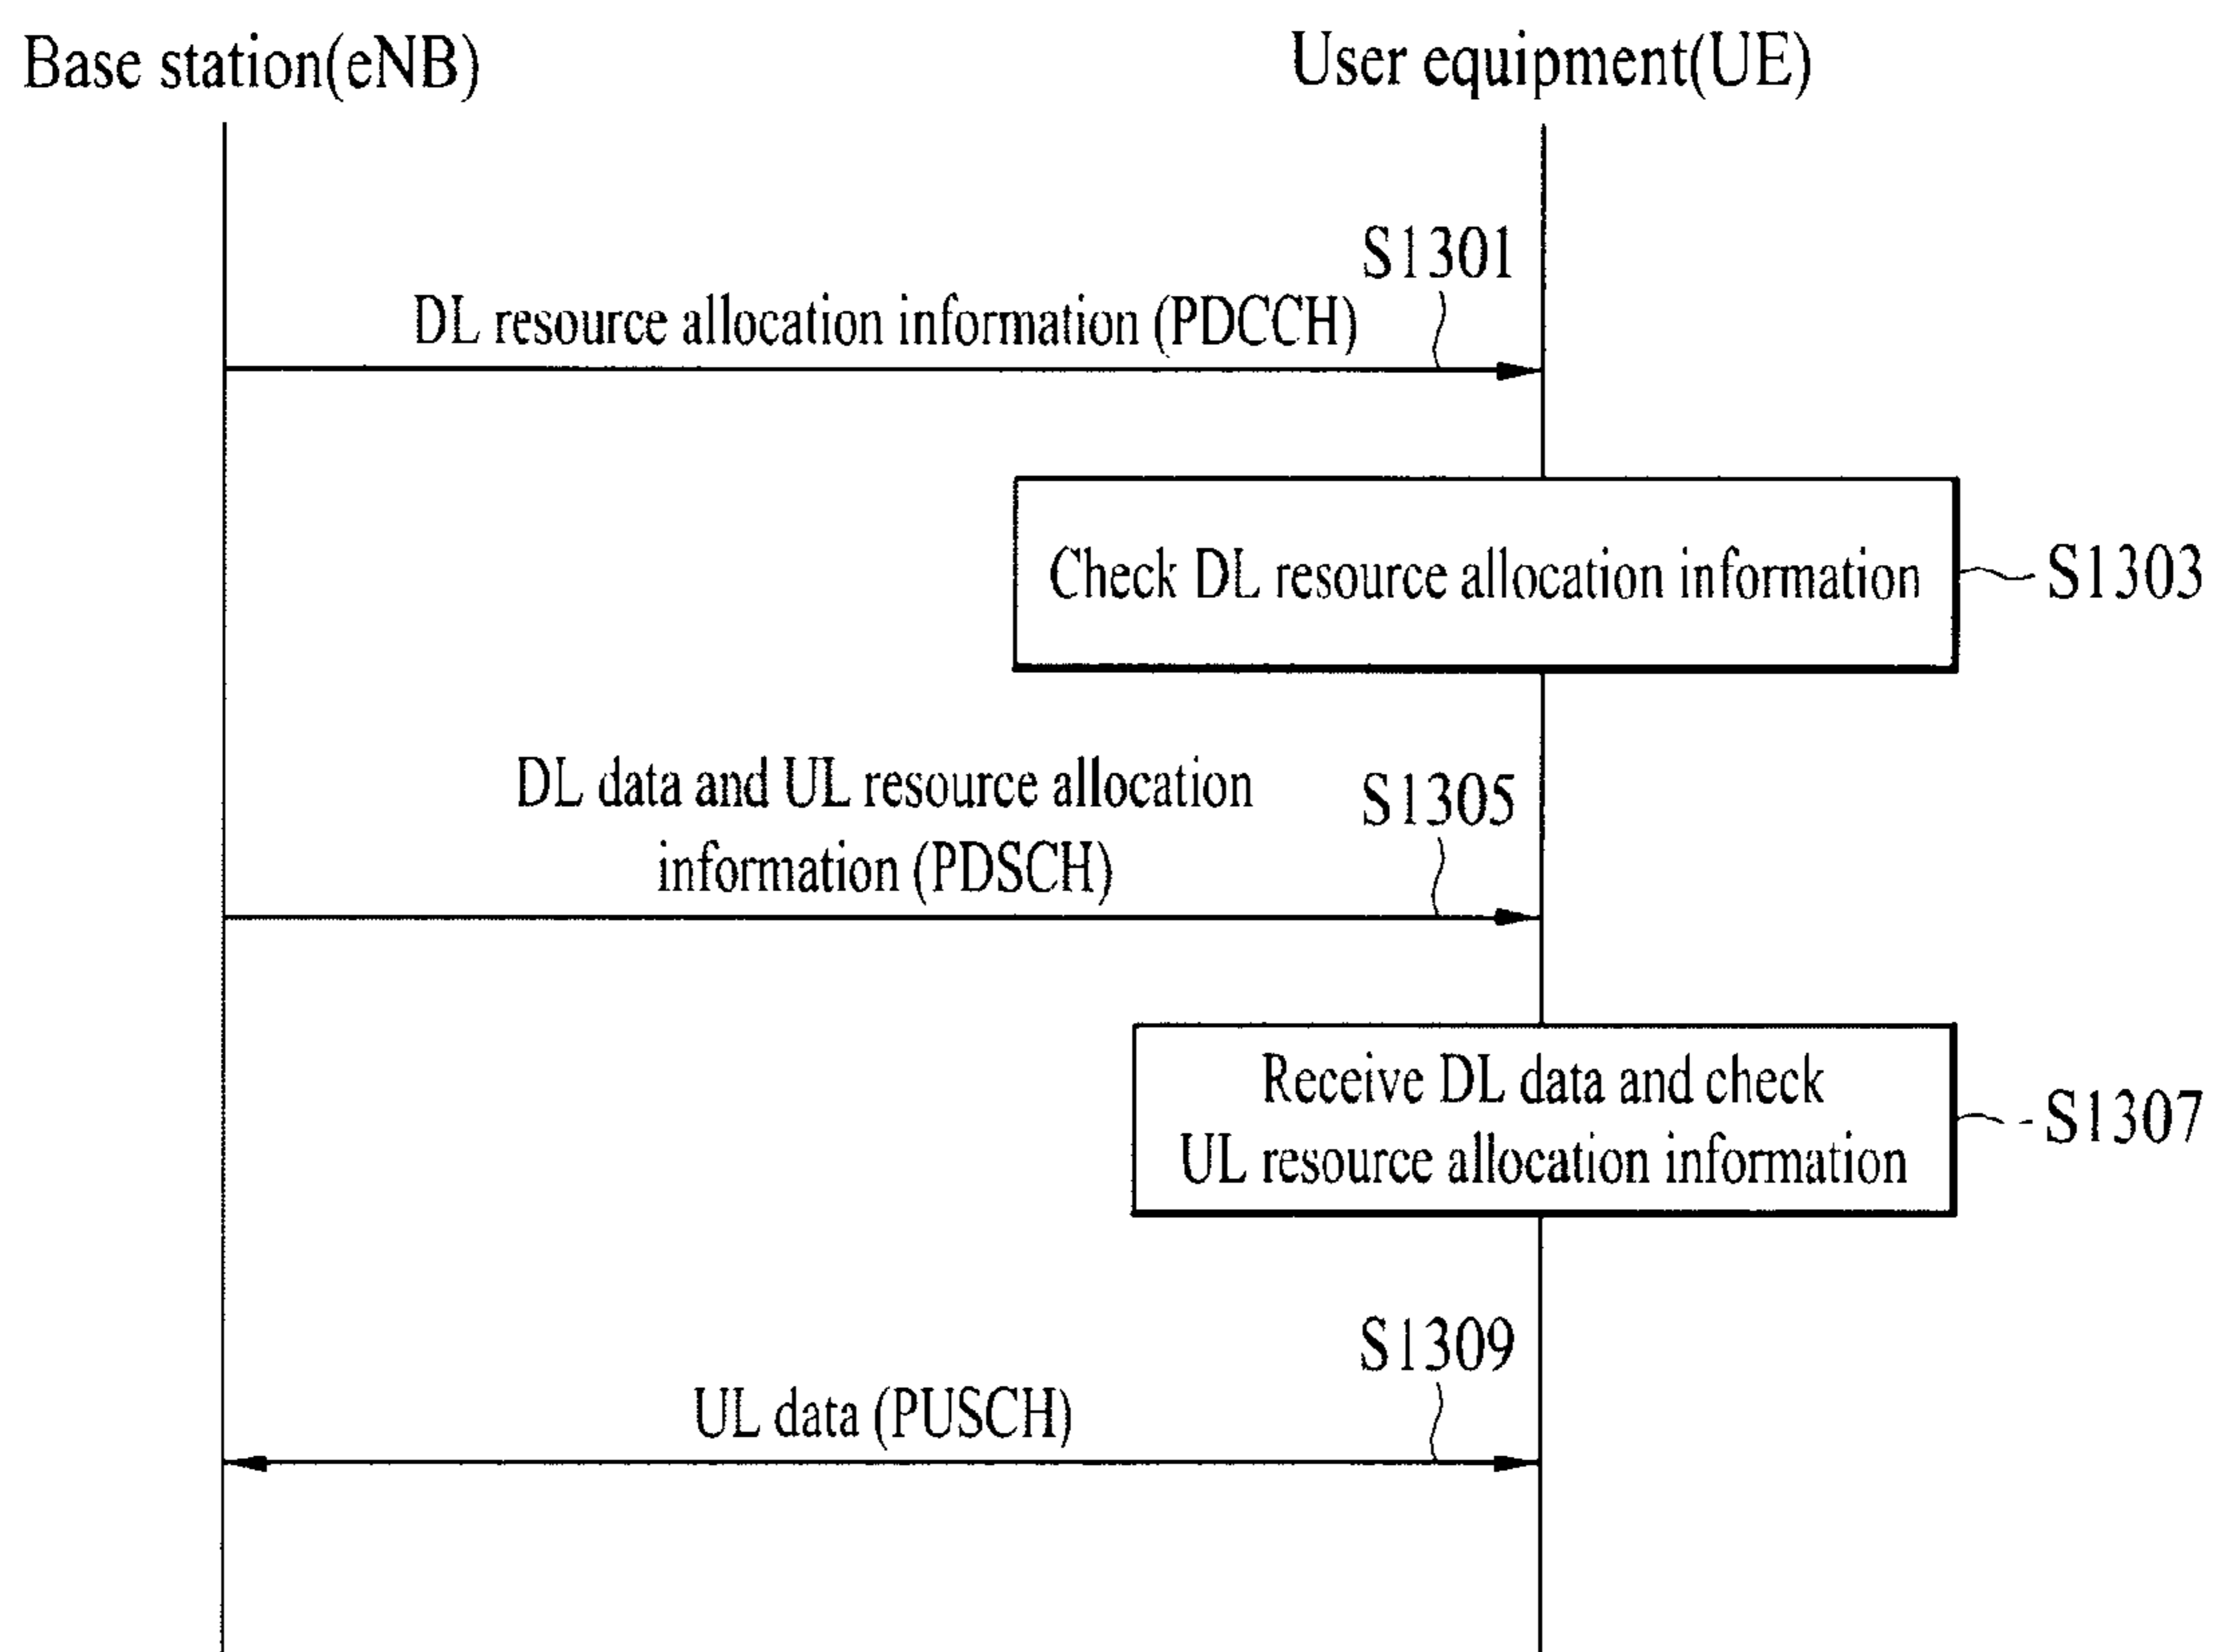 Base station(eNB)
User equipment(UE)
S1301
DL resource allocation information (PDCCH)
Check DL resource allocation information
S1303
DL data and UL resource allocation
information (PDSCH)
S1305
Receive DL data and check
UL resource allocation information
S1307
S1309
UL data (PUSCH)